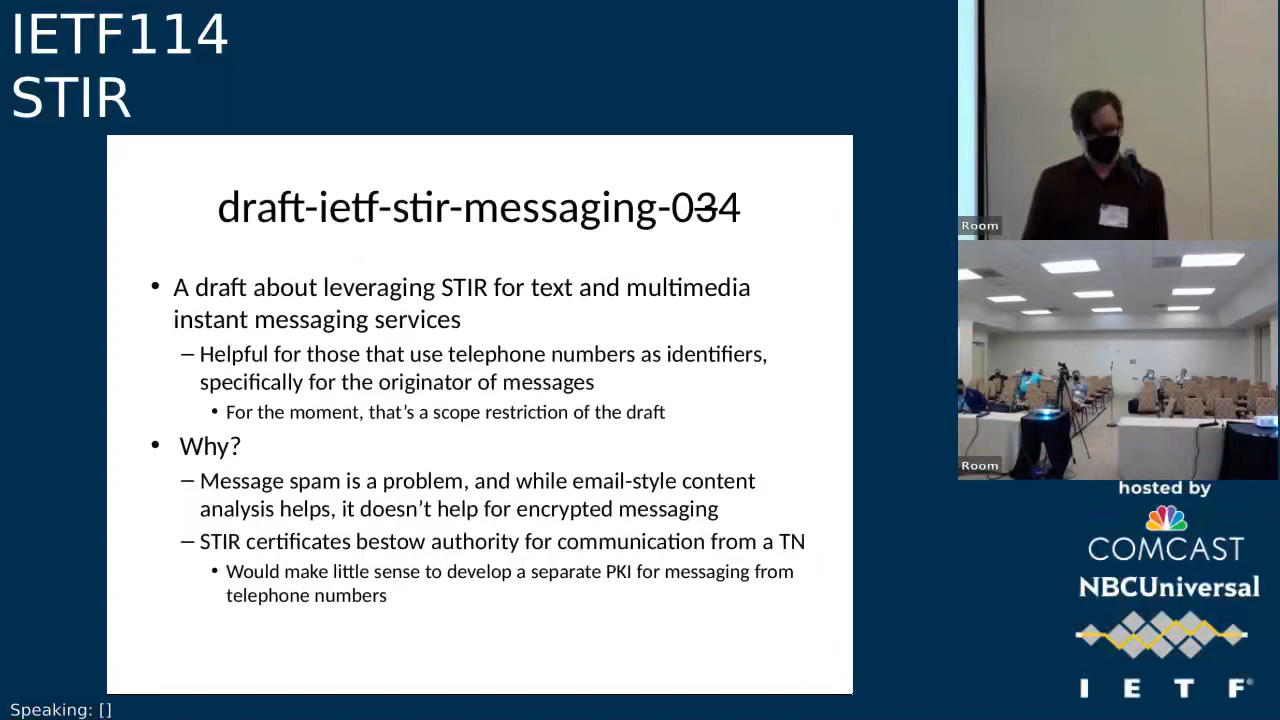 IETF114
STIR
draft-ietf-stir-messaging-034
• A draft about leveraging STIR for text and multimedia
instant messaging services
– Helpful for those that use telephone numbers as identifiers,
specifically for the originator of messages
• For the moment, that’s a scope restriction of the draft
• Why?
– Message spam is a problem, and while email-style content
analysis helps, it doesn’t help for encrypted messaging
– STIR certificates bestow authority for communication from a TN
• Would make little sense to develop a separate PKI for messaging from
telephone numbers
Speaking: []
Room
Room
hosted by
COMCAST
NBCUniversal
I E T F®